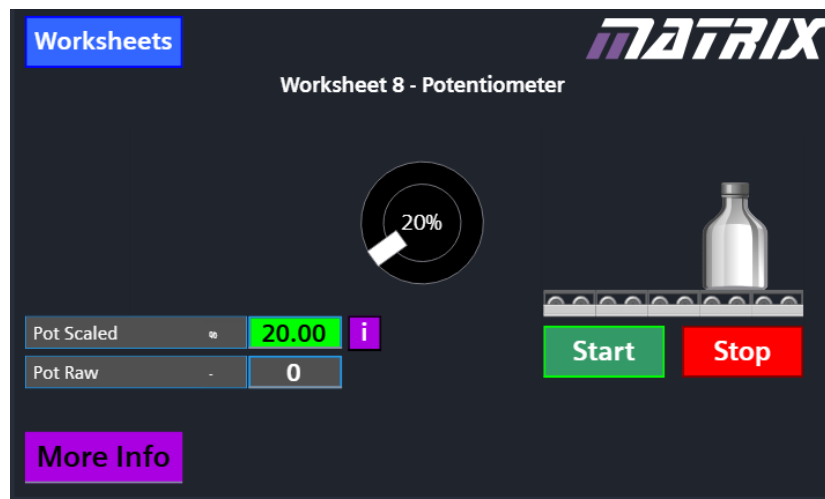 Worksheets
MATRIX
Worksheet 8 - Potentiometer
20%
Pot Scaled % 20.00 i
Pot Raw - 0
Start
Stop
More Info